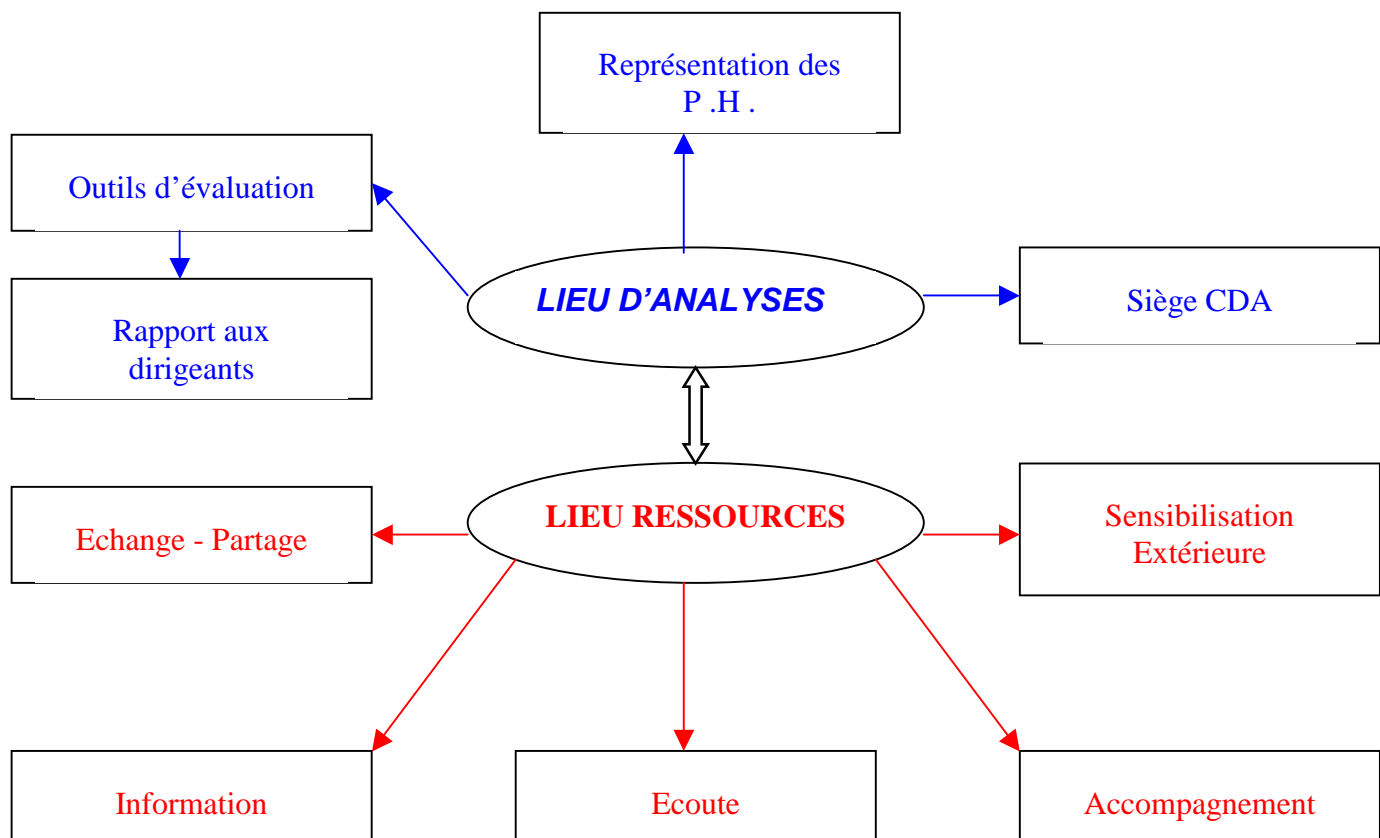 Représentation des
P .H .
Outils d’évaluation
LIEU D’ANALYSES
Siège CDA
Rapport aux
dirigeants
Echange - Partage
LIEU RESSOURCES
Sensibilisation
Extérieure
Information
Ecoute
Accompagnement